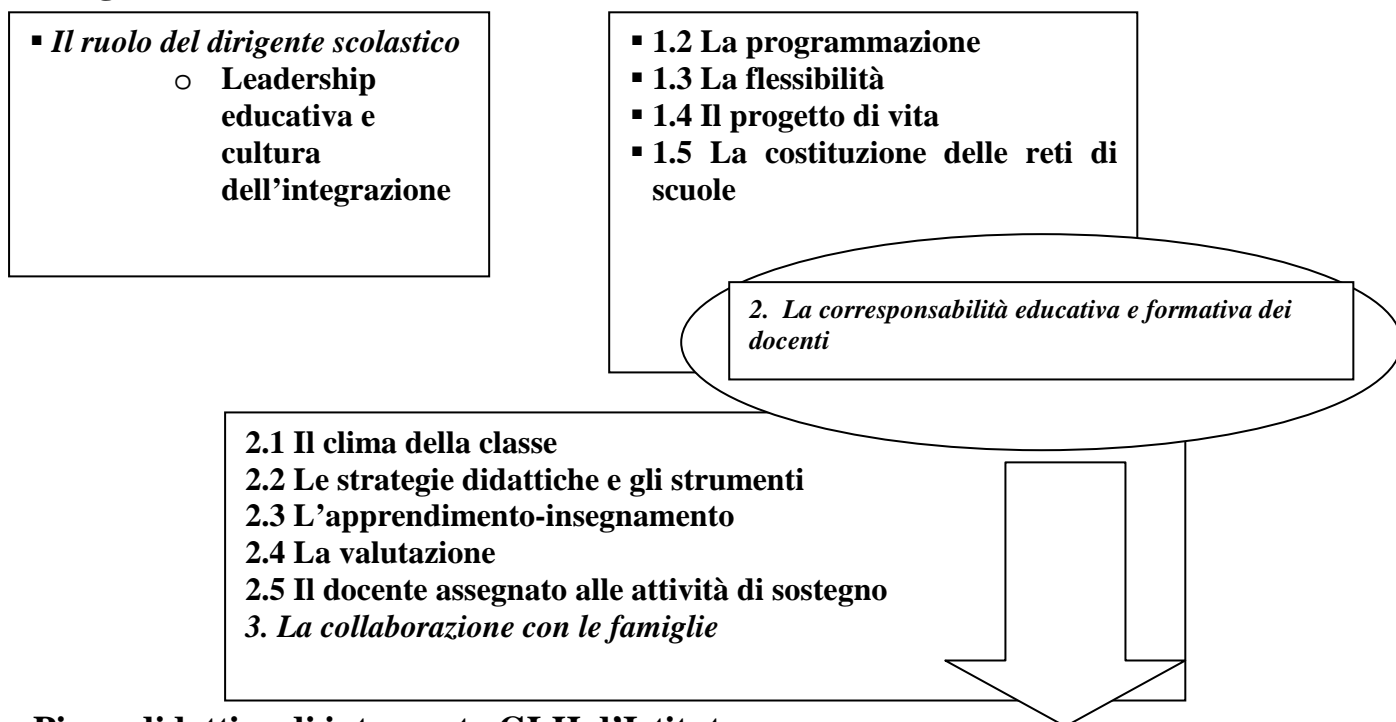 ▪ Il ruolo del dirigente scolastico
o Leadership
educativa e
cultura
dell’integrazione
▪ 1.2 La programmazione
▪ 1.3 La flessibilità
▪ 1.4 Il progetto di vita
▪ 1.5 La costituzione delle reti di
scuole
2. La corresponsabilità educativa e formativa dei
docenti
2.1 Il clima della classe
2.2 Le strategie didattiche e gli strumenti
2.3 L’apprendimento-insegnamento
2.4 La valutazione
2.5 Il docente assegnato alle attività di sostegno
3. La collaborazione con le famiglie